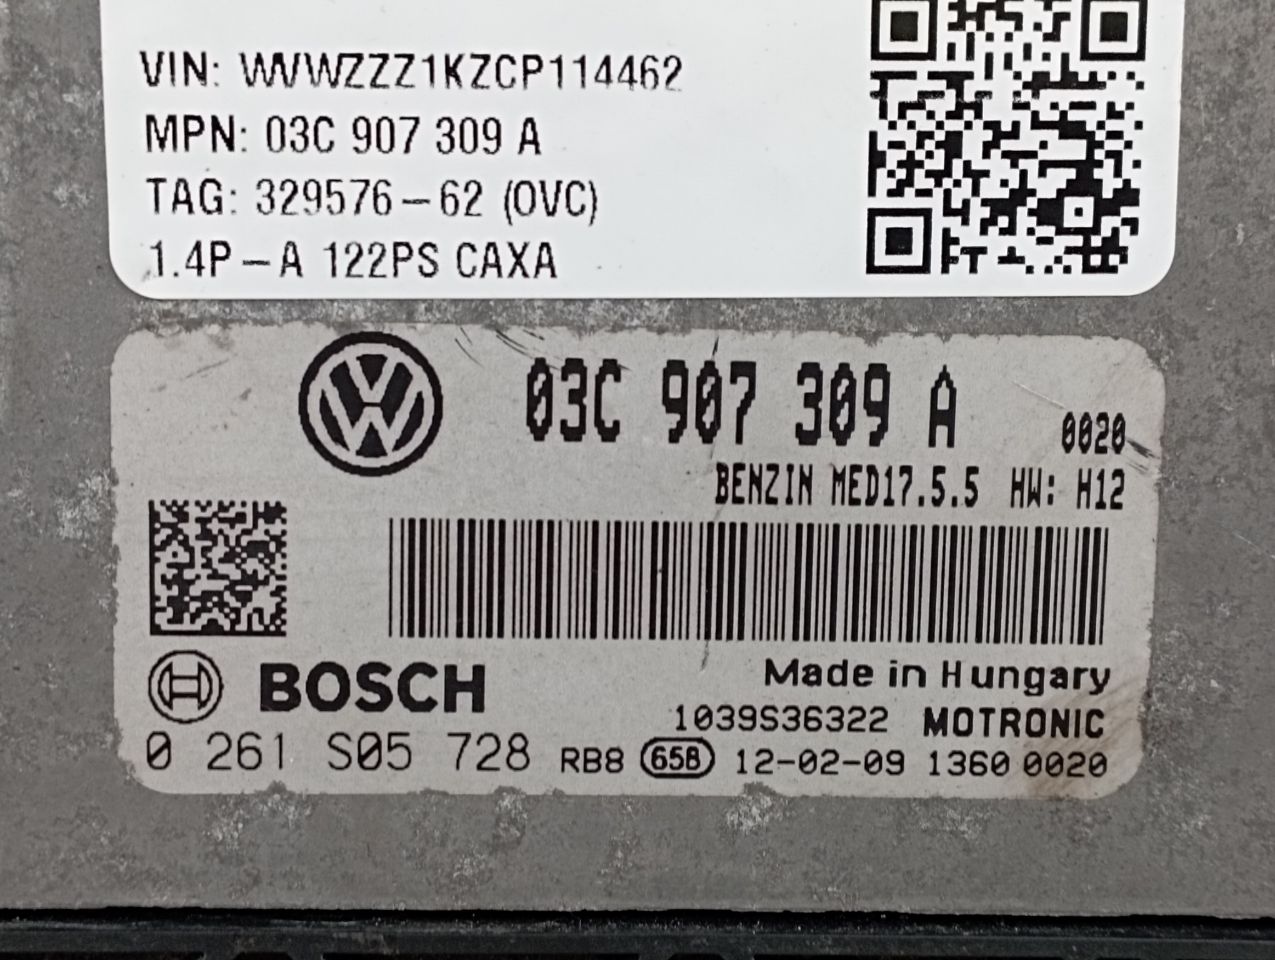 VIN: WVWZZZ1KZCP114462
MPN: 03C 907 309 A
TAG: 329576-62 (OVC)
1.4P-A 122PS CAXA
03C 907 309 A 0020
BENZIN MED17.5.5 HW: H12
BOSCH
Made in Hungary
1039S36322 MOTRONIC
0 261 S05 728 RB8 658 12-02-09 1360 0020